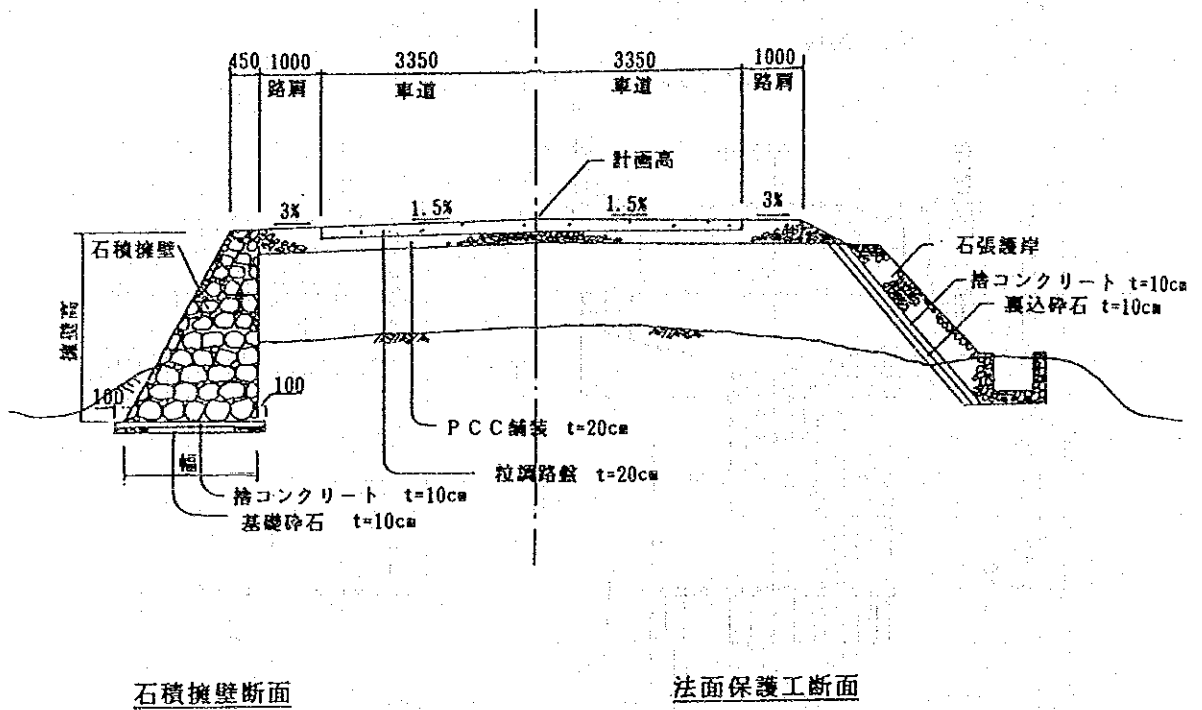 450 1000 3350 3350 1000
路肩 車道 車道 路肩
計画高
3% 1.5% 1.5% 3%
石積擁壁
石張護岸
捨コンクリート t=10cm
裏込砕石 t=10cm
擁壁高
100 100
PCC舗装 t=20cm
幅
粒調路盤 t=20cm
捨コンクリート t=10cm
基礎砕石 t=10cm
石積擁壁断面 法面保護工断面